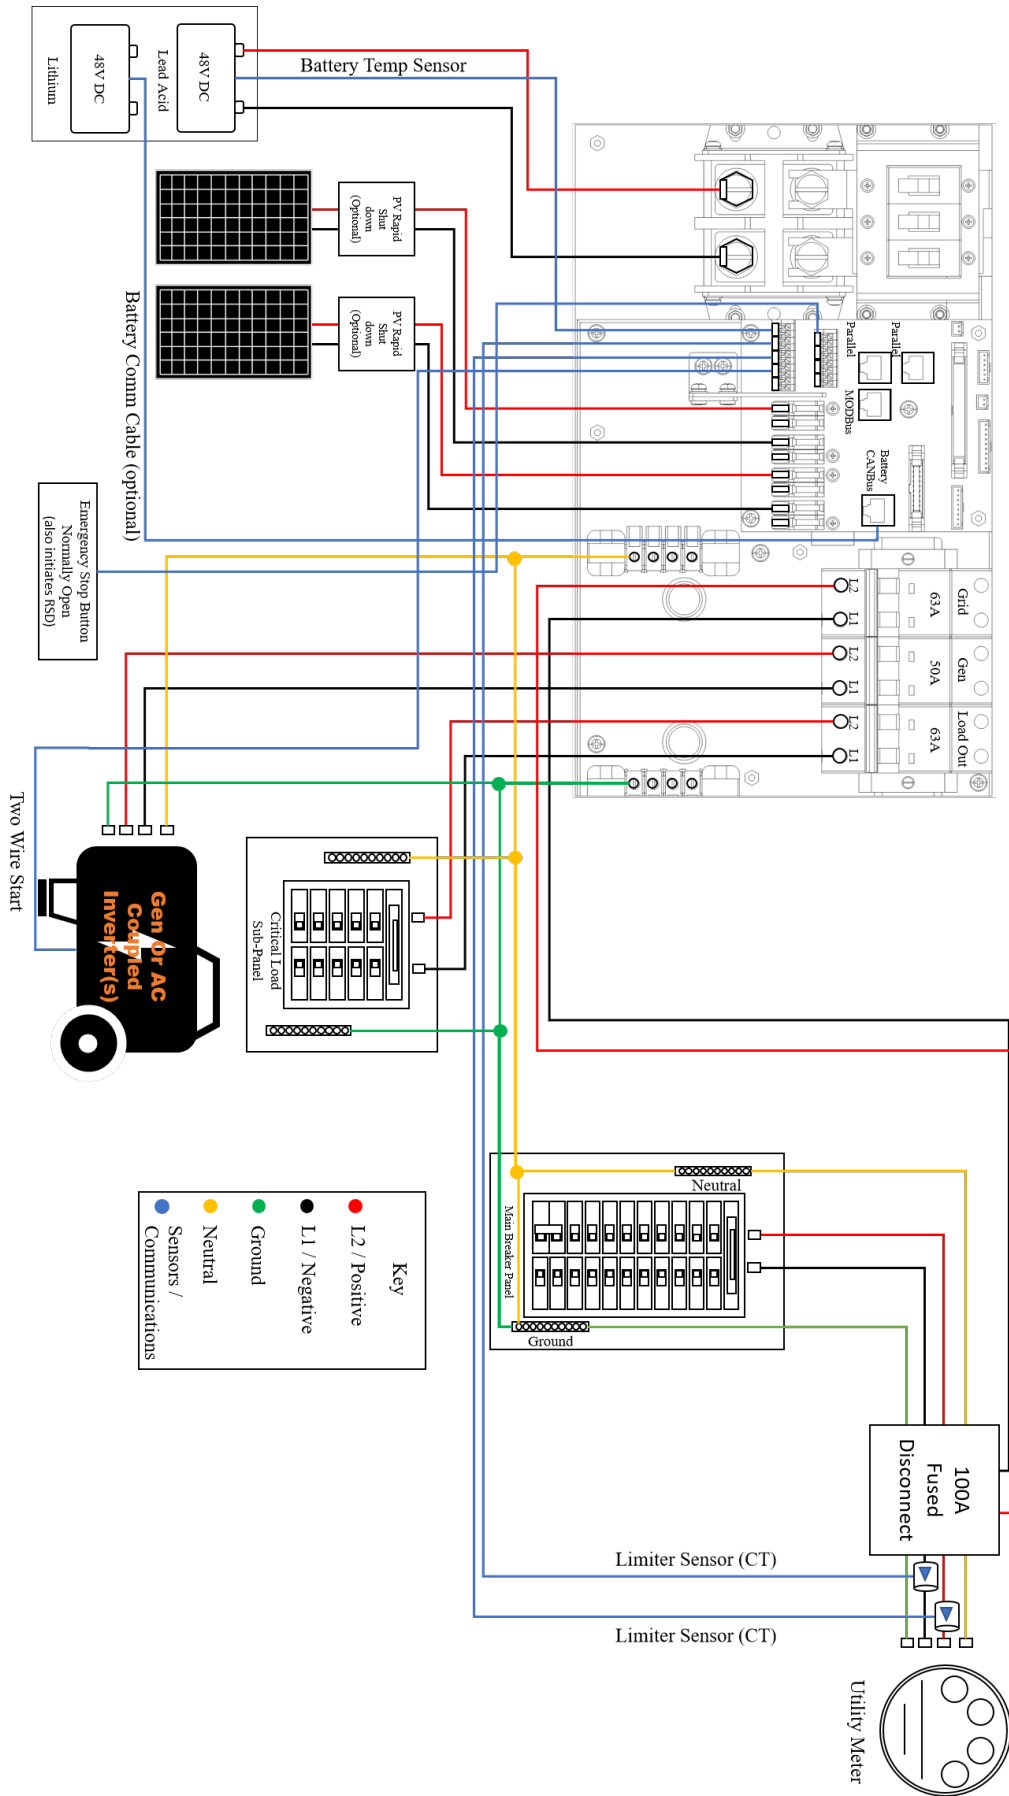 Battery Temp Sensor
48V DC
Lead Acid
48V DC
Lithium
PV Rapid
Shut
down
(Optional)
PV Rapid
Shut
down
(Optional)
Battery Comm Cable (optional)
Parallel
Parallel
MODBus
Battery
CANBus
Emergency Stop Button
Normally Open
(also initiates RSD)
Grid
63A
L2
L1
Gen
50A
L2
L1
Load Out
63A
L2
L1
Two Wire Start
Gen Or AC
Coupled
Inverter(s)
Critical Load
Sub-Panel
Neutral
Main Breaker Panel
Ground
Key
L2 / Positive
L1 / Negative
Ground
Neutral
Sensors /
Communications
100A
Fused
Disconnect
Limiter Sensor (CT)
Limiter Sensor (CT)
Utility Meter